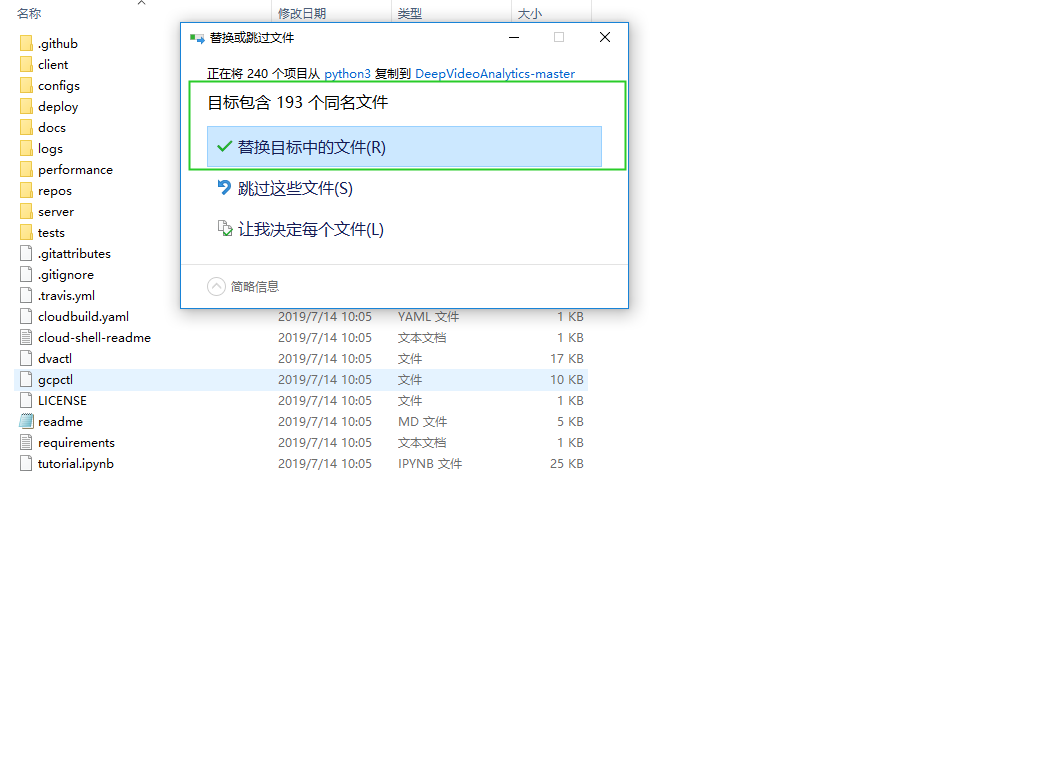 名称 修改日期 类型 大小
替换或跳过文件
.github
client
正在将 240 个项目从 python3 复制到 DeepVideoAnalytics-master
configs
目标包含 193 个同名文件
deploy
docs
替换目标中的文件(R)
logs
performance
repos
跳过这些文件(S)
server
tests
让我决定每个文件(L)
.gitattributes
.gitignore
简略信息
.travis.yml
cloudbuild.yaml 2019/7/14 10:05 YAML 文件 1 KB
cloud-shell-readme 2019/7/14 10:05 文本文档 1 KB
dvactl 2019/7/14 10:05 文件 17 KB
gcpctl 2019/7/14 10:05 文件 10 KB
LICENSE 2019/7/14 10:05 文件 1 KB
readme 2019/7/14 10:05 MD 文件 5 KB
requirements 2019/7/14 10:05 文本文档 1 KB
tutorial.ipynb 2019/7/14 10:05 IPYNB 文件 25 KB